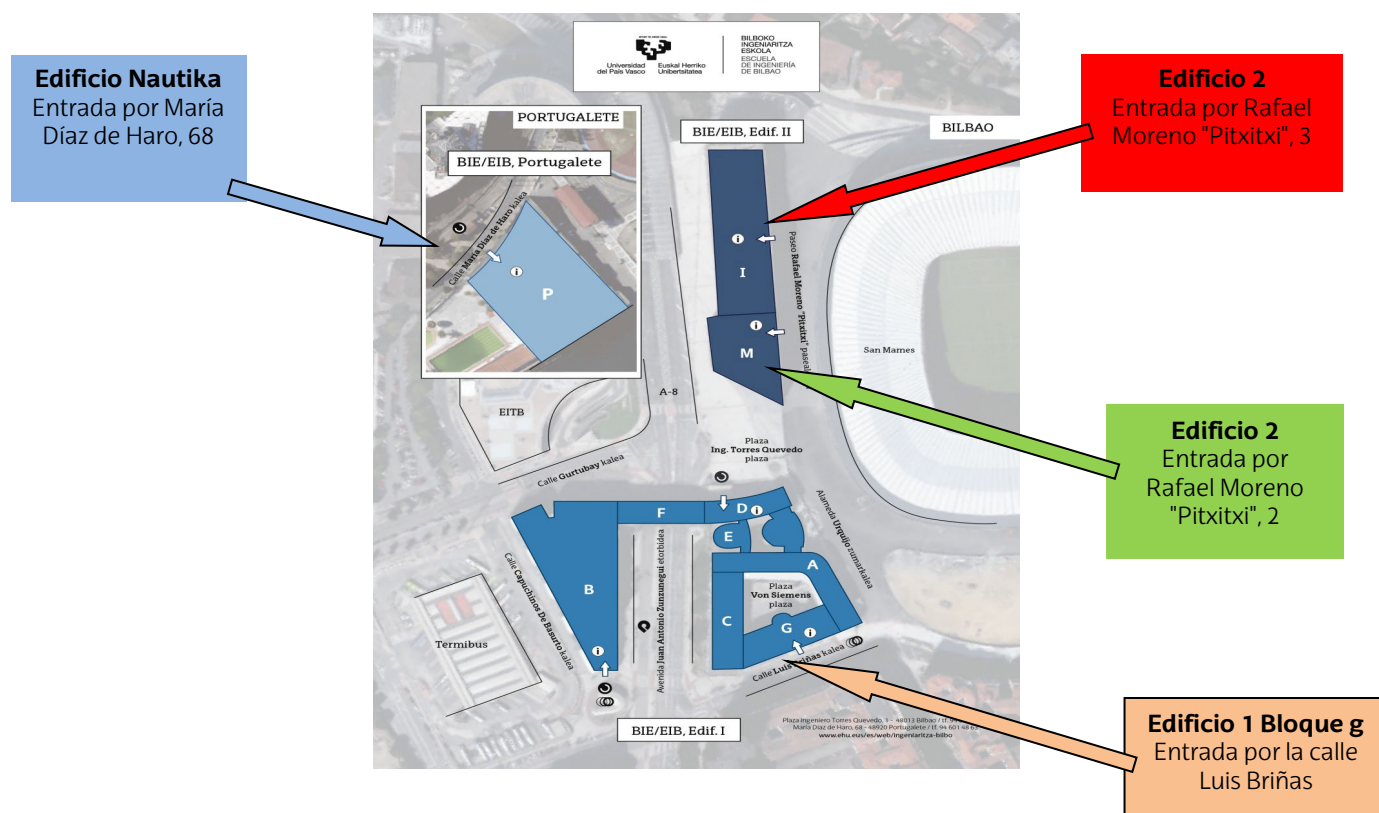 Edificio Nautika
Entrada por María
Díaz de Haro, 68
Universidad
del País Vasco
Euskal Herriko
Unibertsitatea
BILBOKO
INGENIARITZA
ESKOLA
ESCUELA
DE INGENIERÍA
DE BILBAO
Edificio 2
Entrada por Rafael
Moreno "Pitxitxi", 3
PORTUGALETE
BIE/EIB, Portugalete
Calle María Díaz de Haro kalea
i
P
BIE/EIB, Edif. II
BILBAO
i
I
i
M
Paseo Rafael Moreno "Pitxitxi"
San Mames
EITB
A-8
Calle Gurtubay kalea
Plaza
Ing. Torres Quevedo
plaza
Edificio 2
Entrada por
Rafael Moreno
"Pitxitxi", 2
F
D
i
E
A
B
C
G
i
i
Plaza
Von Siemens
plaza
Alameda Urquijo zumarkalea
Calle Capuchinos De Basurto kalea
Avenida Juan Antonio Zunzunegui etorbidea
Termibus
Calle Luis Briñas kalea
BIE/EIB, Edif. I
Plaza Ingeniero Torres Quevedo, 1 - 48013 Bilbao / tf. 94
María Díaz de Haro, 68 - 48920 Portugalete / tf. 94 601 48
www.ehu.eus/es/web/ingeniaritza-bilbo
Edificio 1 Bloque g
Entrada por la calle
Luis Briñas